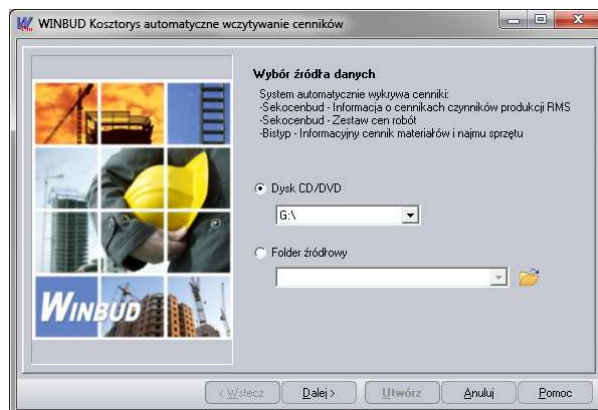 WINBUD Kosztorys automatyczne wczytywanie cenników
Wybór źródła danych
System automatycznie wykrywa cenniki:
-Sekocenbud - Informacja o cennikach czynników produkcji RMS
-Sekocenbud - Zestaw cen robót
-Bistyp - Informacyjny cennik materiałów i najmu sprzętu
Dysk CD/DVD
G:\
Folder źródłowy
WINBUD
< Wstecz
Dalej >
Utwórz
Anuluj
Pomoc